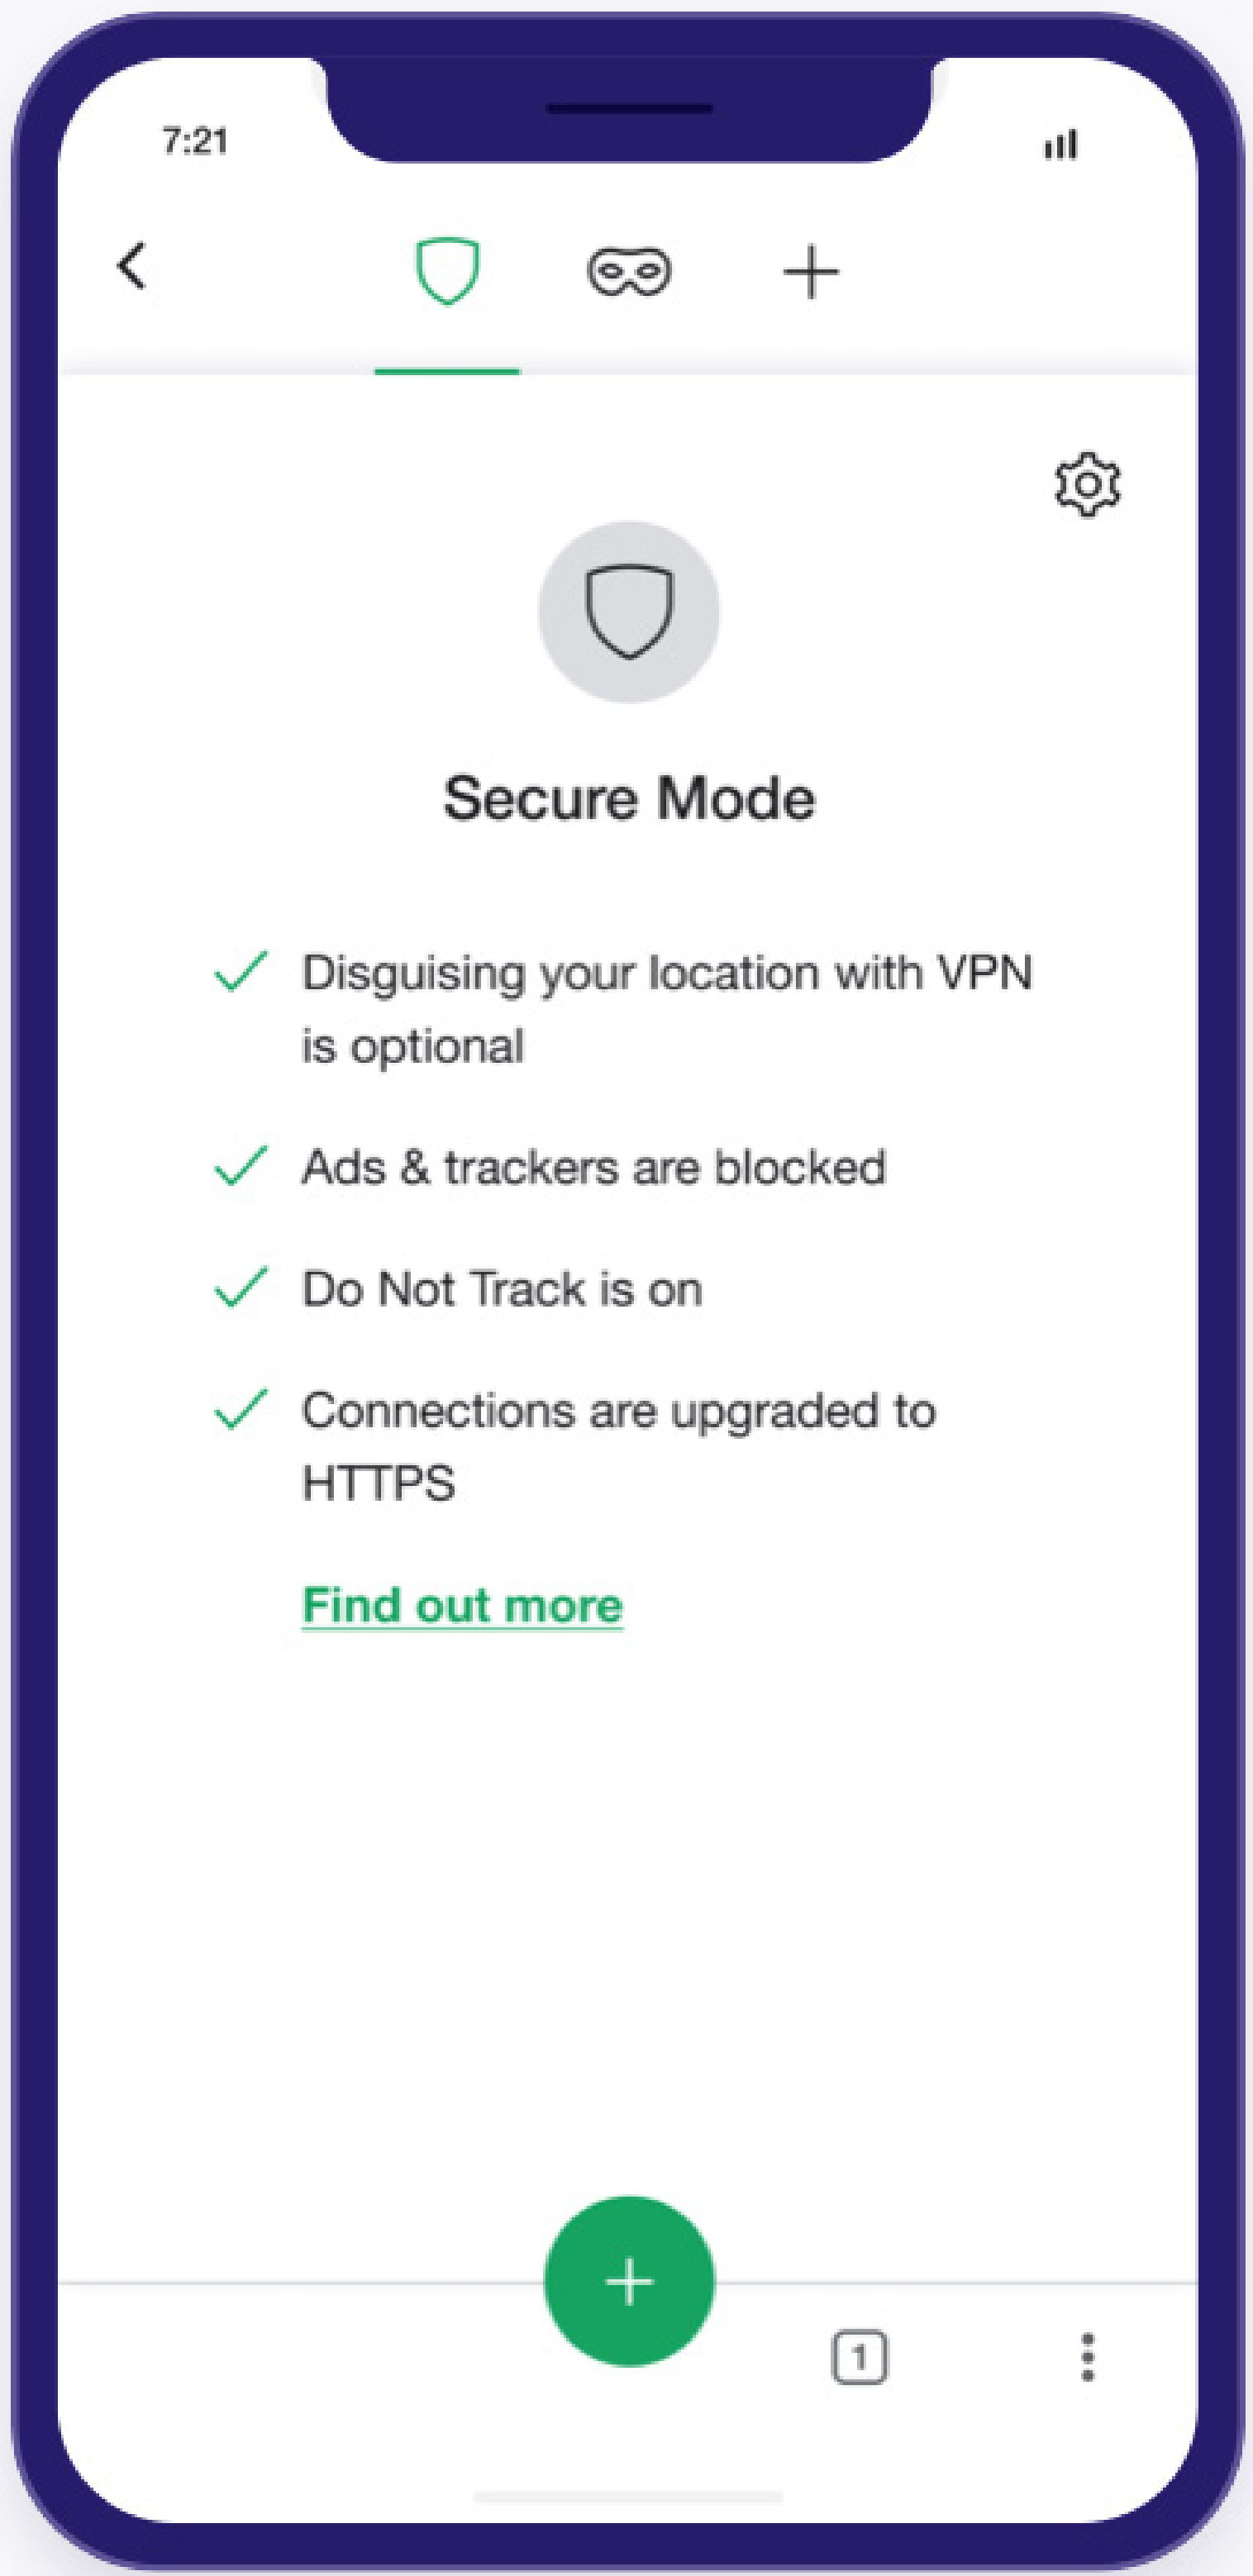 7:21
Secure Mode
Disguising your location with VPN
is optional
Ads & trackers are blocked
Do Not Track is on
Connections are upgraded to
HTTPS
Find out more
1